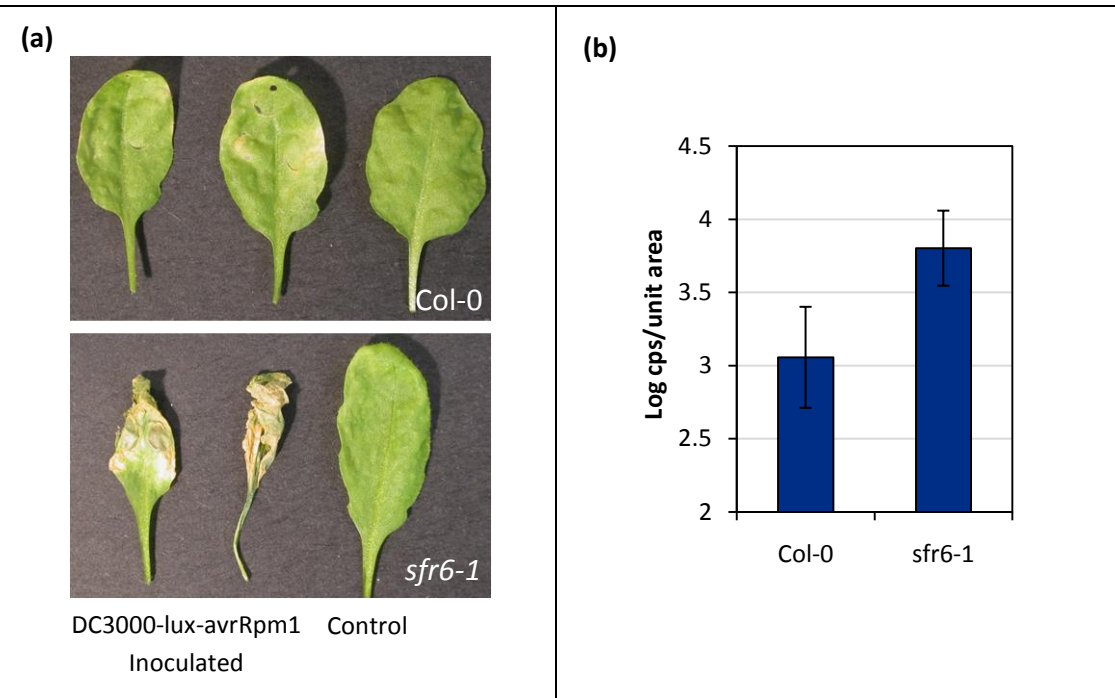 (a)
Col-0
sfr6-1
DC3000-lux-avrRpm1 Control
Inoculated
(b)
4.5
4
3.5
3
2.5
2
Log cps/unit area
Col-0 sfr6-1